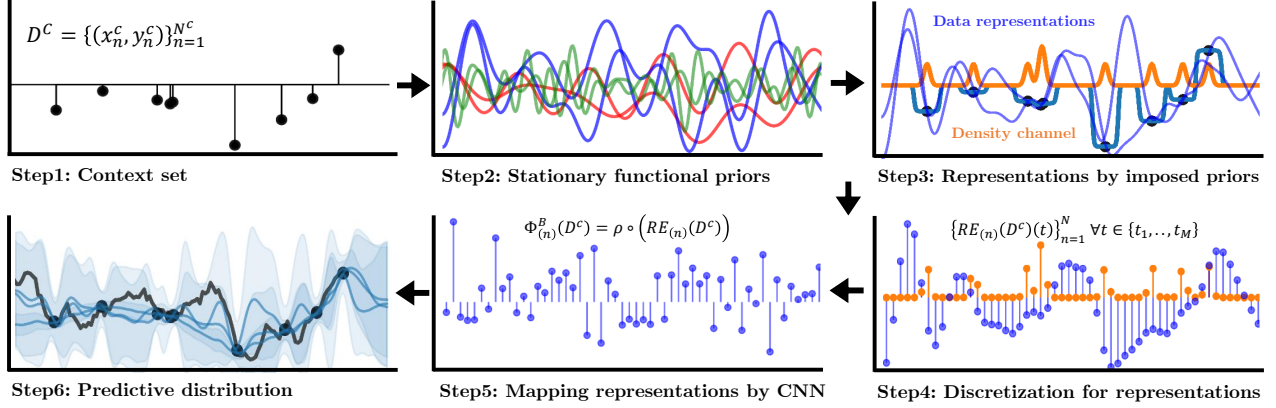 D^C = {(x_n^c, y_n^c)}_{n=1}^{N^c}
Step1: Context set
Step2: Stationary functional priors
Data representations
Density channel
Step3: Representations by imposed priors
{RE_{(n)}(D^c)(t)}_{n=1}^{N} ∀t ∈ {t_1,..,t_M}
Step4: Discretization for representations
Φ_{(n)}^B(D^c) = ρ ∘ (RE_{(n)}(D^c))
Step5: Mapping representations by CNN
Step6: Predictive distribution